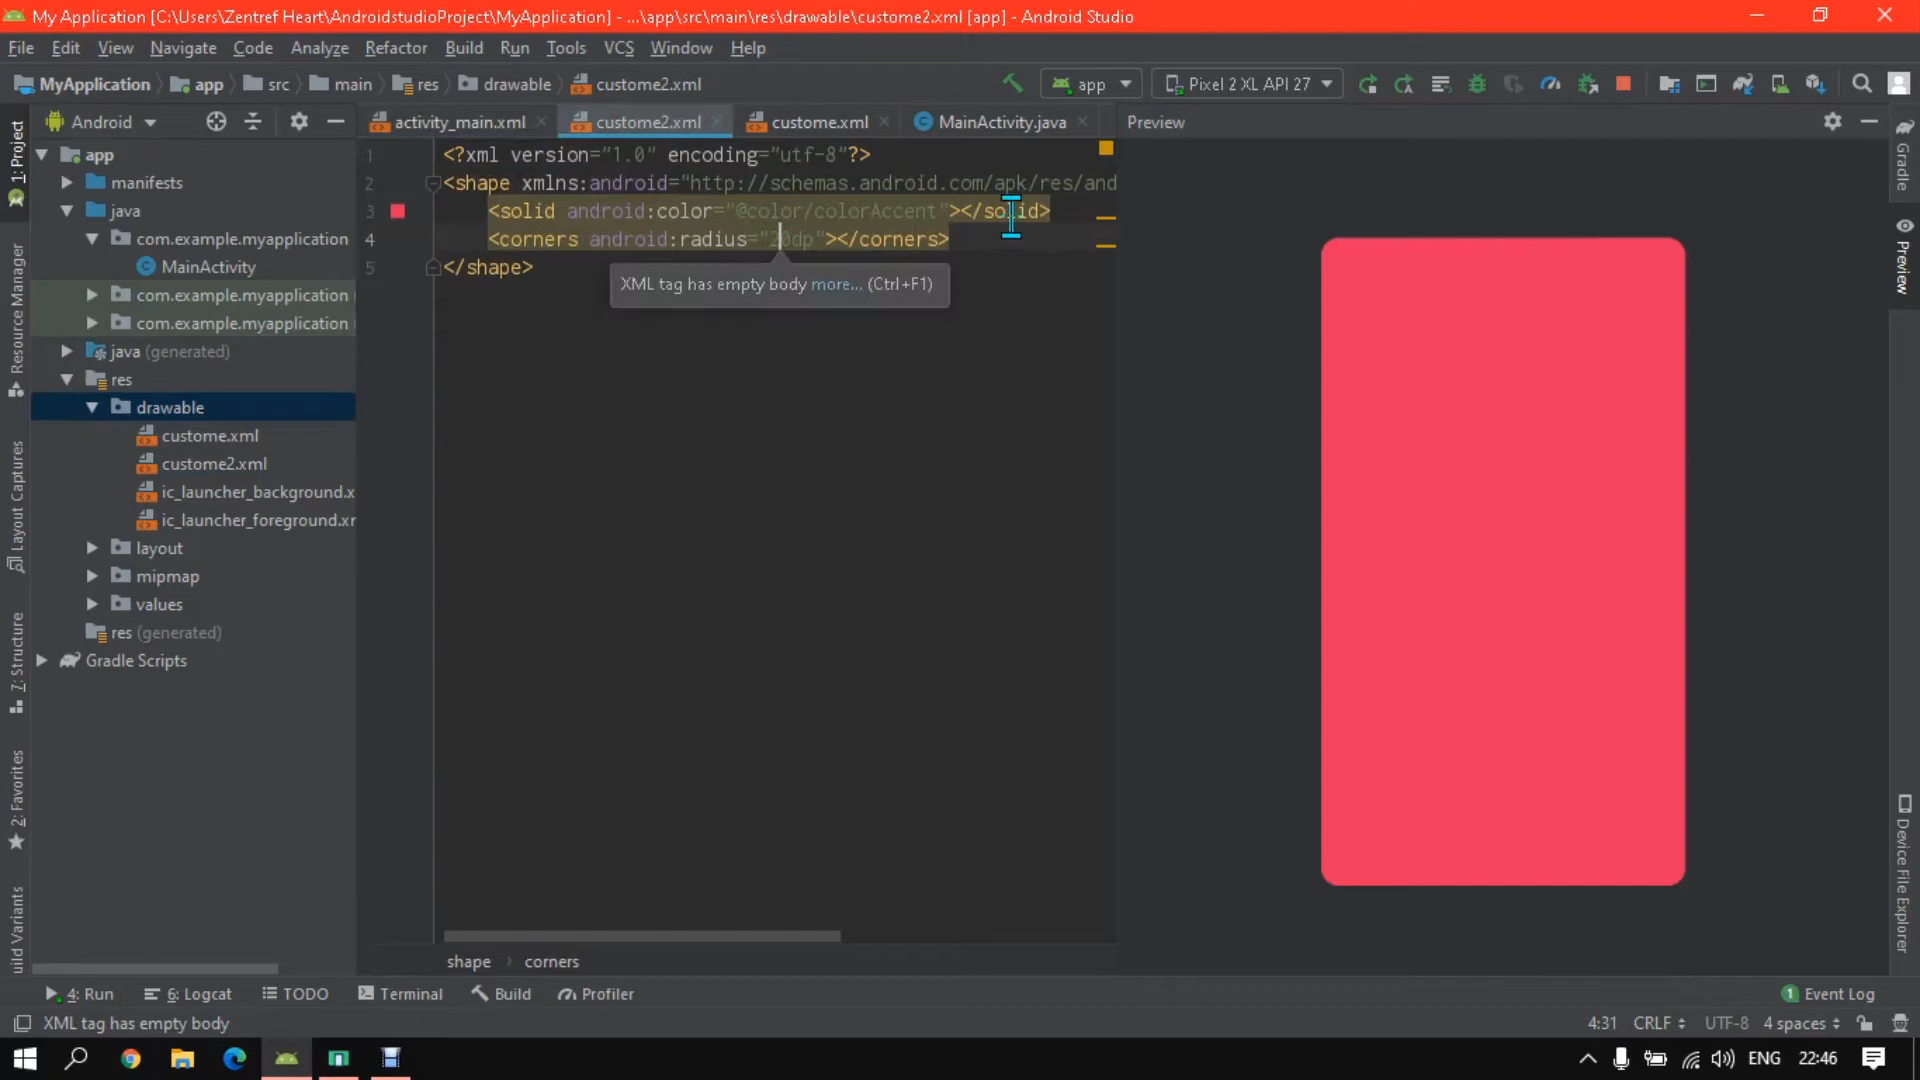 My Application [C:\Users\Zentref Heart\AndroidstudioProject\MyApplication] - ...\app\src\main\res\drawable\custome2.xml [app] - Android Studio
File Edit View Navigate Code Analyze Refactor Build Run Tools VCS Window Help
MyApplication app src main res drawable custome2.xml app Pixel 2 XL API 27
Android
activity_main.xml custome2.xml custome.xml MainActivity.java
Preview
app
manifests
java
com.example.myapplication
MainActivity
com.example.myapplication
com.example.myapplication
java (generated)
res
drawable
custome.xml
custome2.xml
ic_launcher_background.x
ic_launcher_foreground.xr
layout
mipmap
values
res (generated)
Gradle Scripts
1 <?xml version="1.0" encoding="utf-8"?>
2 <shape xmlns:android="http://schemas.android.com/apk/res/and
3 <solid android:color="@color/colorAccent"></solid>
4 <corners android:radius="20dp"></corners>
5 </shape>
XML tag has empty body more... (Ctrl+F1)
shape corners
1: Project
Resource Manager
Layout Captures
7: Structure
2: Favorites
uild Variants
Gradle
Preview
Device File Explorer
4: Run 6: Logcat TODO Terminal Build Profiler
1 Event Log
XML tag has empty body
4:31 CRLF UTF-8 4 spaces
ENG 22:46